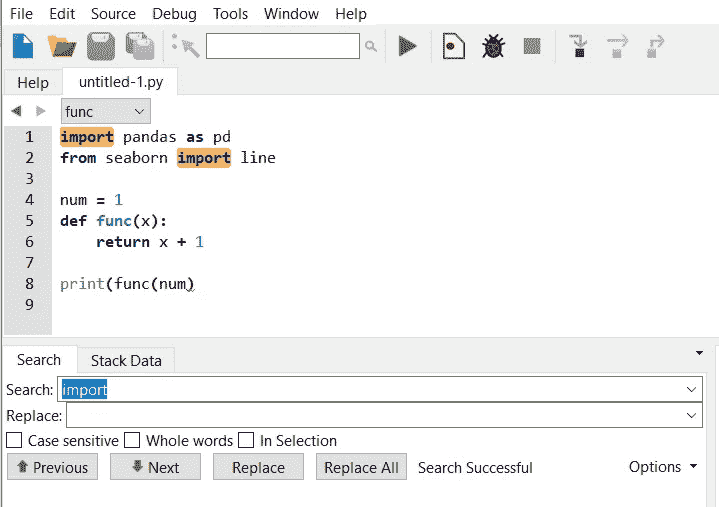 File Edit Source Debug Tools Window Help
Help untitled-1.py
func
1 import pandas as pd
2 from seaborn import line
3
4 num = 1
5 def func(x):
6     return x + 1
7
8 print(func(num)
9
Search Stack Data
Search: import
Replace:
Case sensitive Whole words In Selection
Previous Next Replace Replace All Search Successful Options